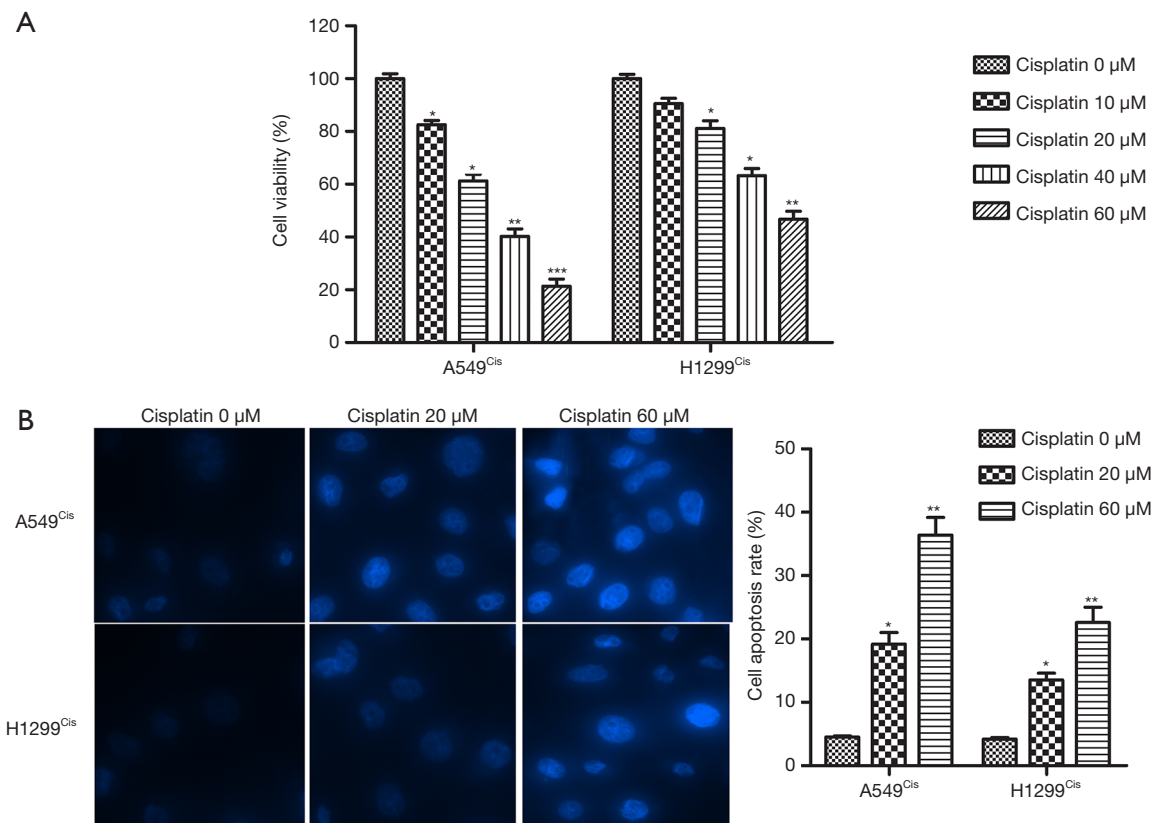 A
120
100
80
60
40
20
0
Cell viability (%)
*
*
**
***
*
*
**
A549Cis
H1299Cis
Cisplatin 0 µM
Cisplatin 10 µM
Cisplatin 20 µM
Cisplatin 40 µM
Cisplatin 60 µM
B
Cisplatin 0 µM Cisplatin 20 µM Cisplatin 60 µM
A549Cis
H1299Cis
50
40
30
20
10
0
Cell apoptosis rate (%)
*
**
*
**
A549Cis
H1299Cis
Cisplatin 0 µM
Cisplatin 20 µM
Cisplatin 60 µM